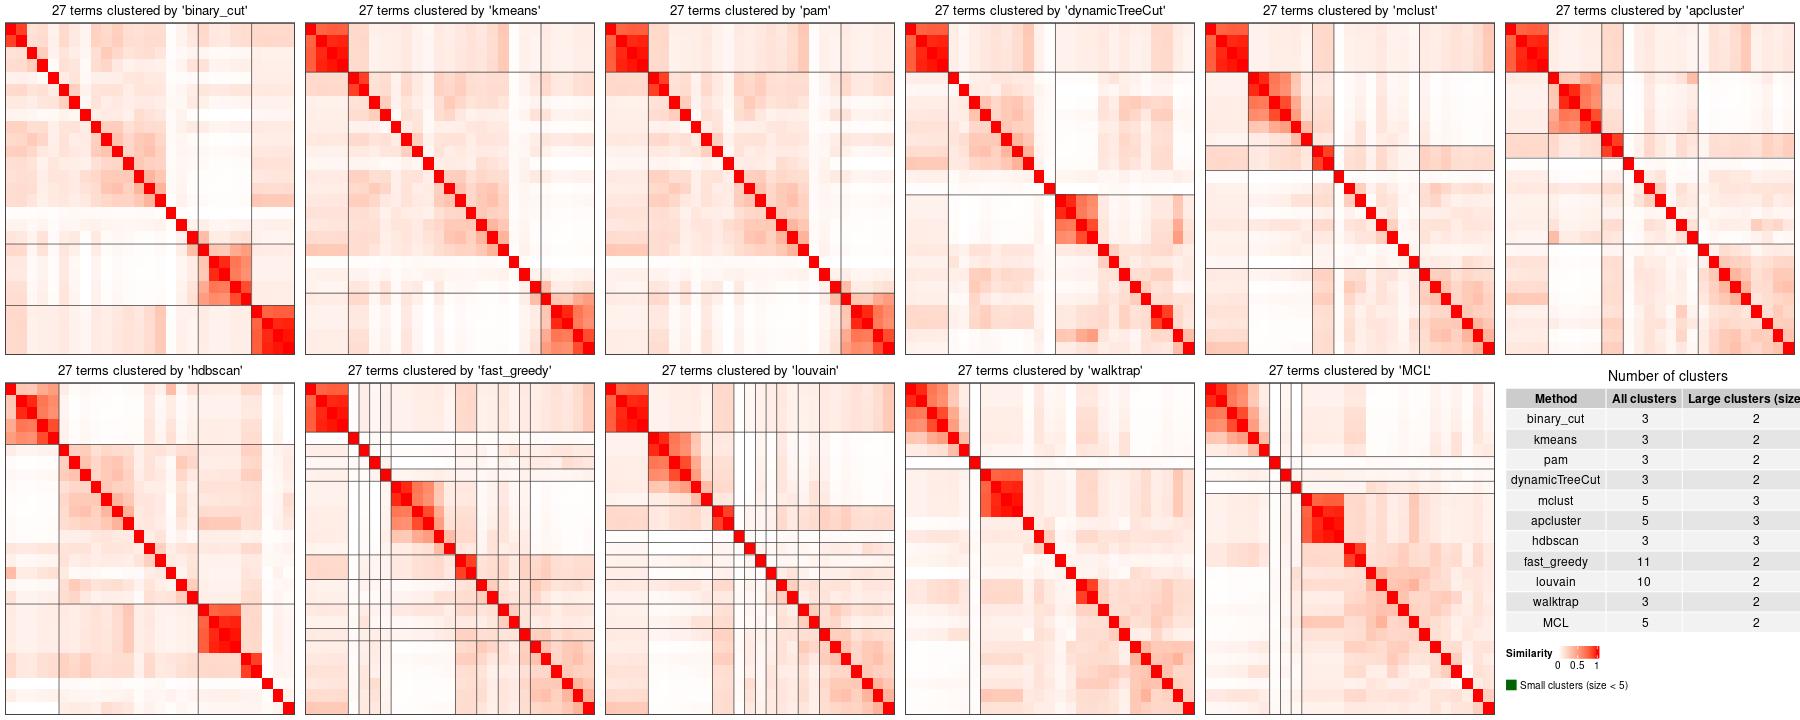 27 terms clustered by 'binary_cut'
27 terms clustered by 'kmeans'
27 terms clustered by 'pam'
27 terms clustered by 'dynamicTreeCut'
27 terms clustered by 'mclust'
27 terms clustered by 'apcluster'
27 terms clustered by 'hdbscan'
27 terms clustered by 'fast_greedy'
27 terms clustered by 'louvain'
27 terms clustered by 'walktrap'
27 terms clustered by 'MCL'
Number of clusters
Method All clusters Large clusters (size
binary_cut 3 2
kmeans 3 2
pam 3 2
dynamicTreeCut 3 2
mclust 5 3
apcluster 5 3
hdbscan 3 3
fast_greedy 11 2
louvain 10 2
walktrap 3 2
MCL 5 2
Similarity
0 0.5 1
Small clusters (size < 5)